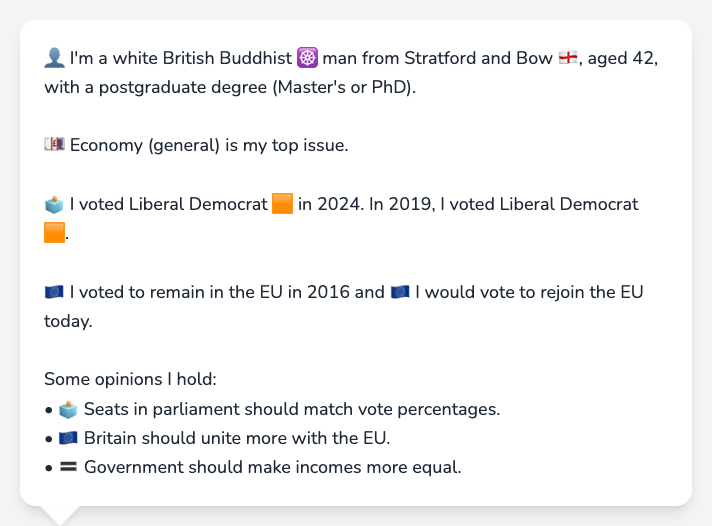 👤 I'm a white British Buddhist ☸️ man from Stratford and Bow 🏴󠁧󠁢󠁥󠁮󠁧󠁿, aged 42,
with a postgraduate degree (Master's or PhD).
💷 Economy (general) is my top issue.
🗳️ I voted Liberal Democrat 🟧 in 2024. In 2019, I voted Liberal Democrat
🟧.
🇪🇺 I voted to remain in the EU in 2016 and 🇪🇺 I would vote to rejoin the EU
today.
Some opinions I hold:
• 🗳️ Seats in parliament should match vote percentages.
• 🇪🇺 Britain should unite more with the EU.
• 🟰 Government should make incomes more equal.